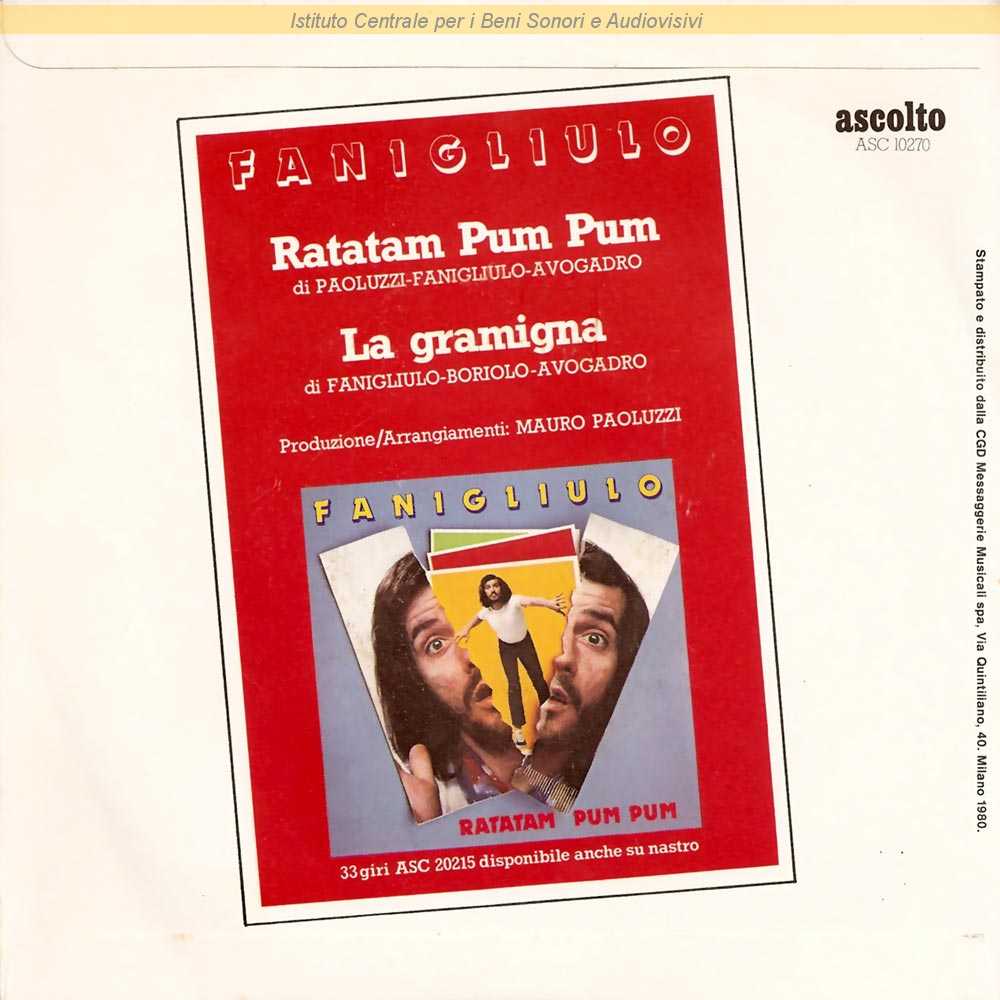 Istituto Centrale per i Beni Sonori e Audiovisivi
ascolto
ASC 10270
FANIGLIULO
Ratatam Pum Pum
di PAOLUZZI-FANIGLIULO-AVOGADRO
La gramigna
di FANIGLIULO-BORIOLO-AVOGADRO
Produzione/Arrangiamenti: MAURO PAOLUZZI
FANIGLIULO
RATATAM PUM PUM
33 giri ASC 20215 disponibile anche su nastro
Stampato e distribuito dalla CGD Messaggerie Musicali spa, Via Quintiliano, 40. Milano 1980.